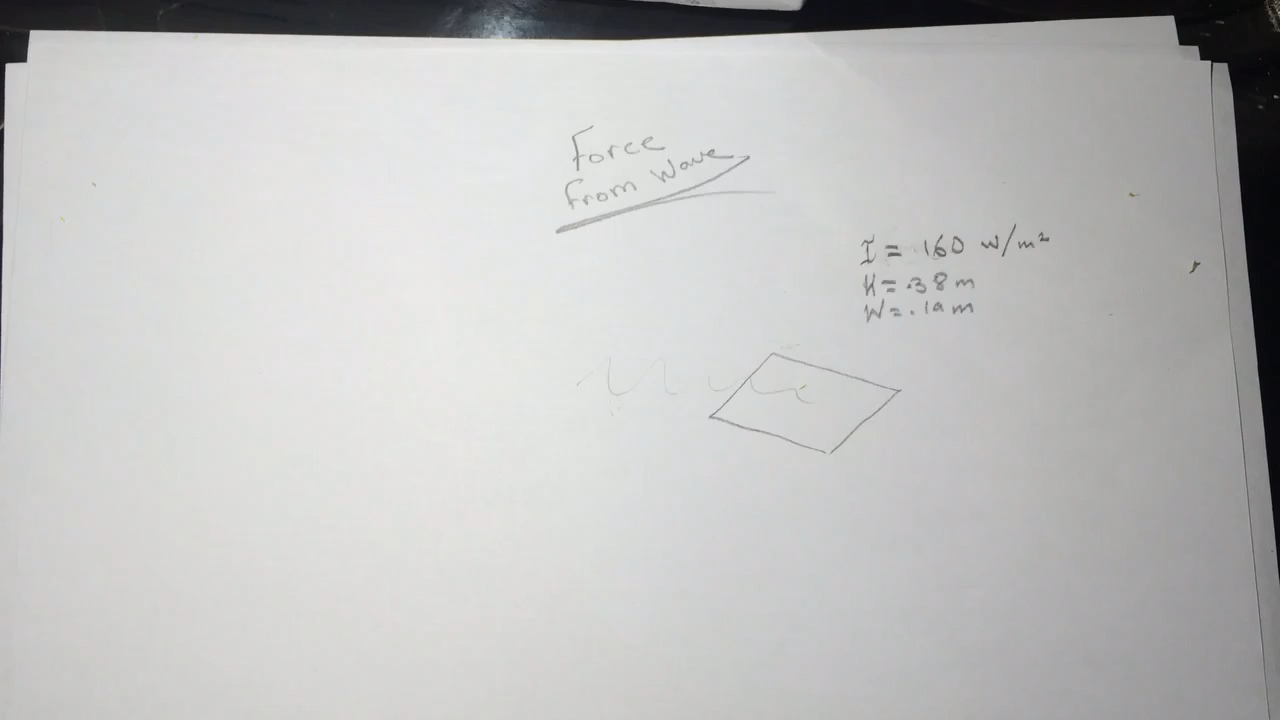 Force
From Wave
I = 160 W/m²
H = .38 m
W = .19 m